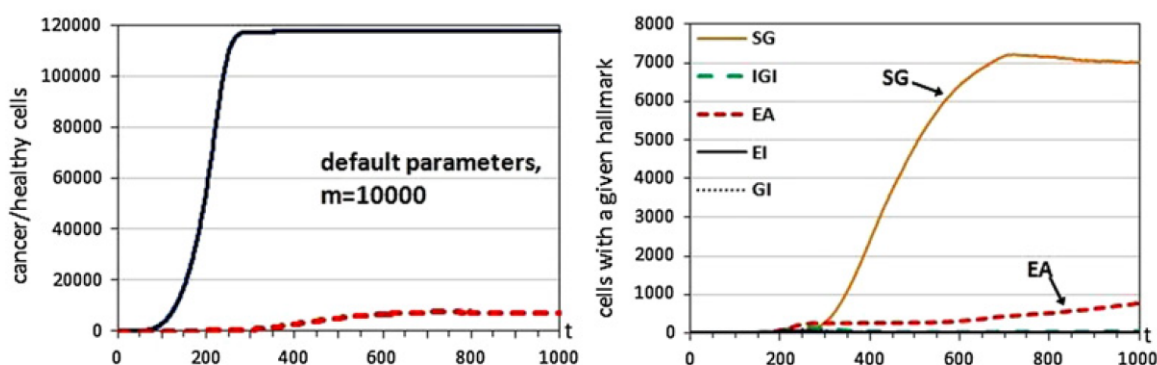 120000
100000
80000
60000
40000
20000
0
cancer/healthy cells
default parameters,
m=10000
0 200 400 600 800 1000
t
8000
7000
6000
5000
4000
3000
2000
1000
0
cells with a given hallmark
SG
IGI
EA
EI
GI
SG
EA
0 200 400 600 800 1000
t